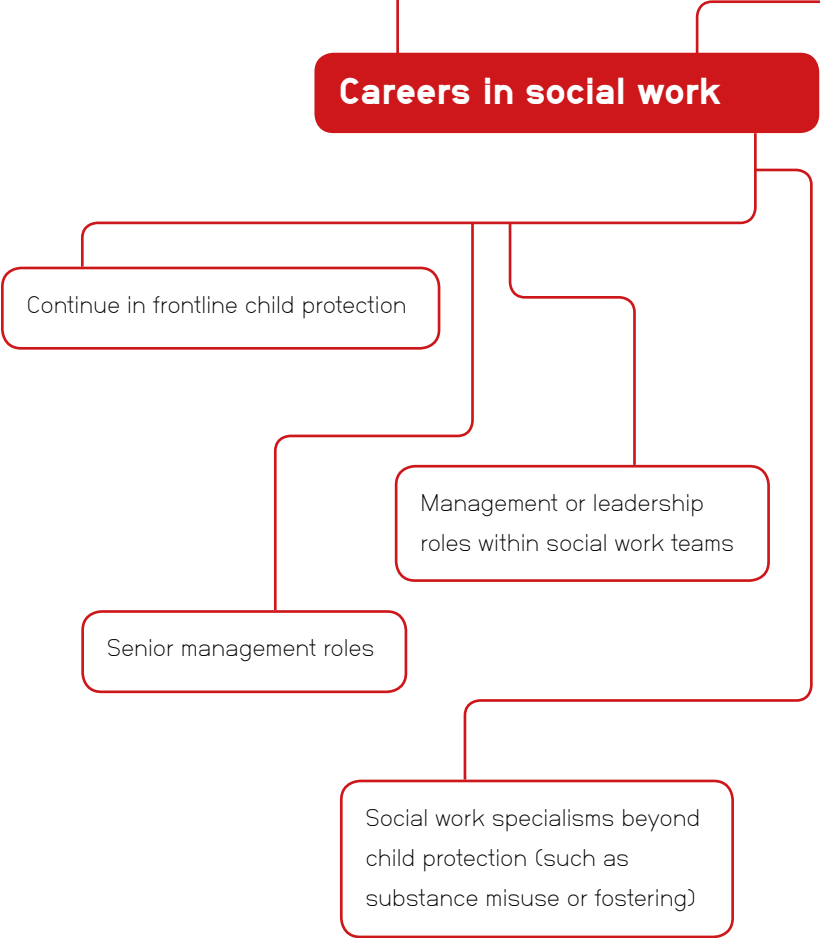 Careers in social work
Continue in frontline child protection
Management or leadership
roles within social work teams
Senior management roles
Social work specialisms beyond
child protection (such as
substance misuse or fostering)